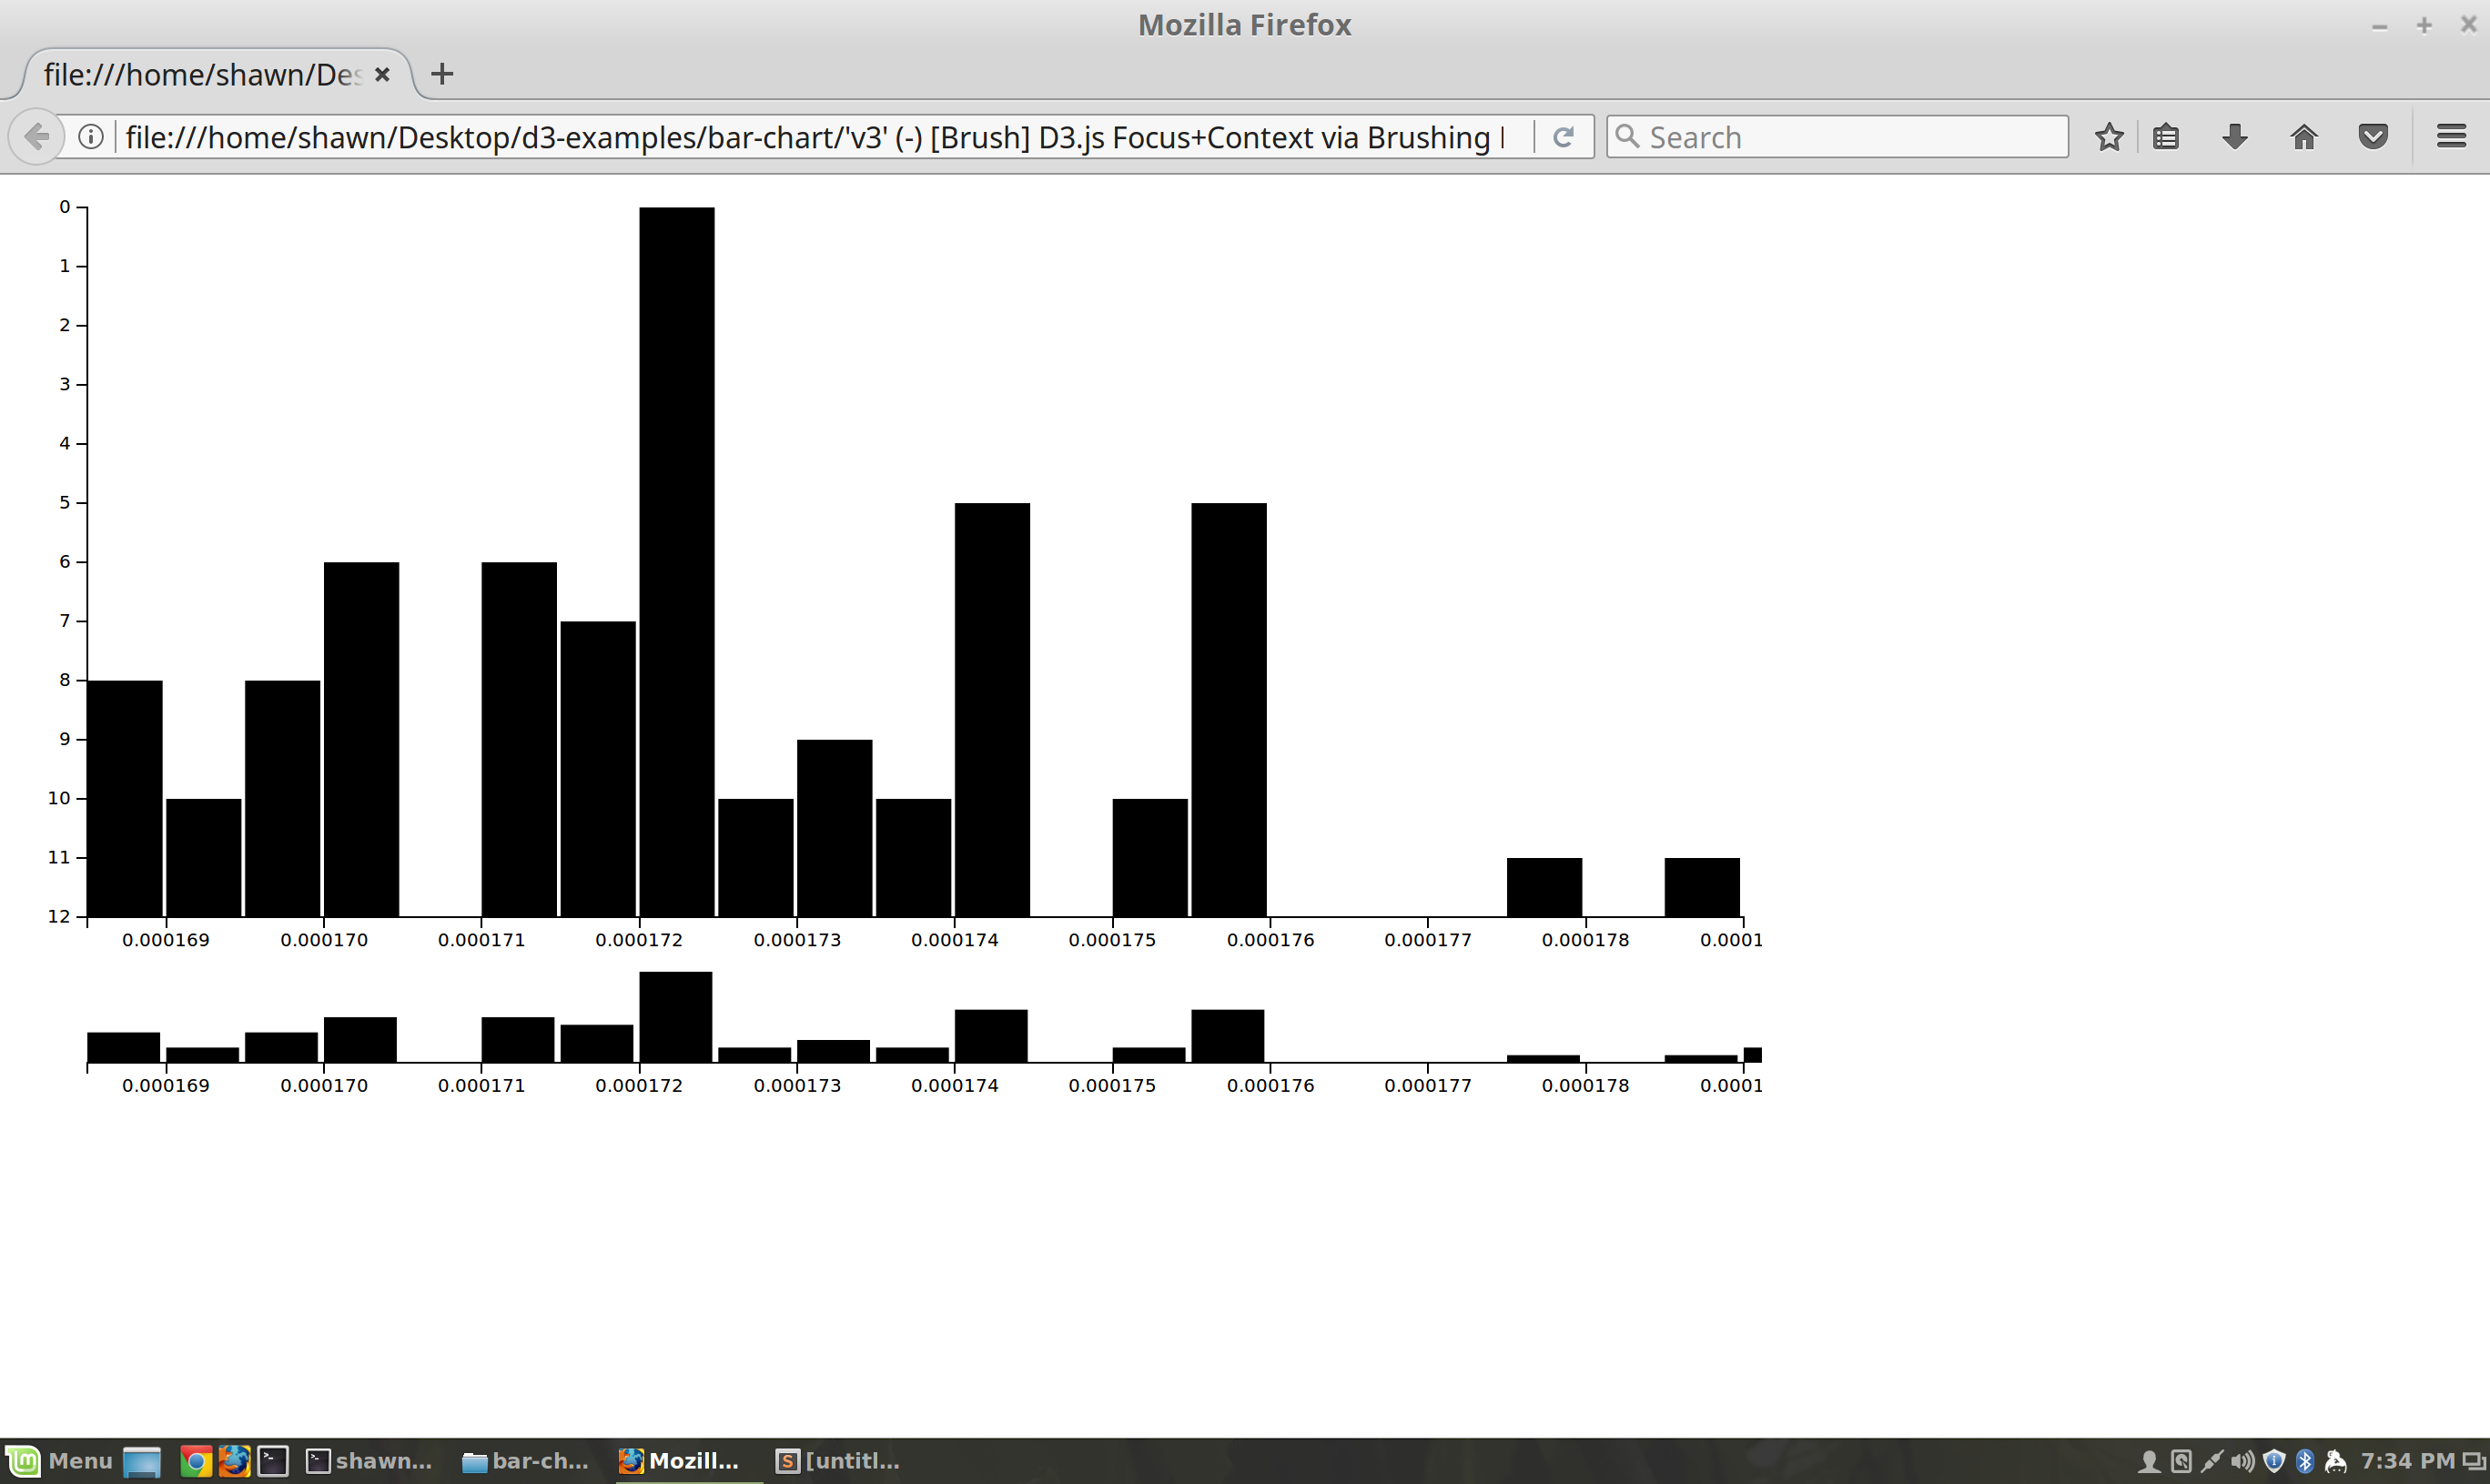 Mozilla Firefox
file:///home/shawn/Des
file:///home/shawn/Desktop/d3-examples/bar-chart/'v3' (-) [Brush] D3.js Focus+Context via Brushing
Search
0
1
2
3
4
5
6
7
8
9
10
11
12
0.000169 0.000170 0.000171 0.000172 0.000173 0.000174 0.000175 0.000176 0.000177 0.000178 0.0001
0.000169 0.000170 0.000171 0.000172 0.000173 0.000174 0.000175 0.000176 0.000177 0.000178 0.0001
Menu shawn... bar-ch... Mozill... [untitl... 7:34 PM